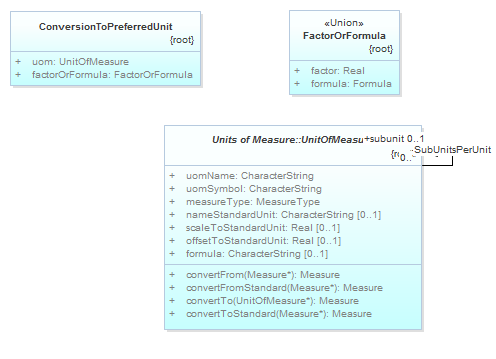 ConversionToPreferredUnit
{root}
+ uom: UnitOfMeasure
+ factorOrFormula: FactorOrFormula
«Union»
FactorOrFormula
{root}
+ factor: Real
+ formula: Formula
Units of Measure::UnitOfMeasu
+subunit 0..1
SubUnitsPerUnit
0..
+ uomName: CharacterString
+ uomSymbol: CharacterString
+ measureType: MeasureType
+ nameStandardUnit: CharacterString [0..1]
+ scaleToStandardUnit: Real [0..1]
+ offsetToStandardUnit: Real [0..1]
+ formula: CharacterString [0..1]
+ convertFrom(Measure*): Measure
+ convertFromStandard(Measure*): Measure
+ convertTo(UnitOfMeasure*): Measure
+ convertToStandard(Measure*): Measure